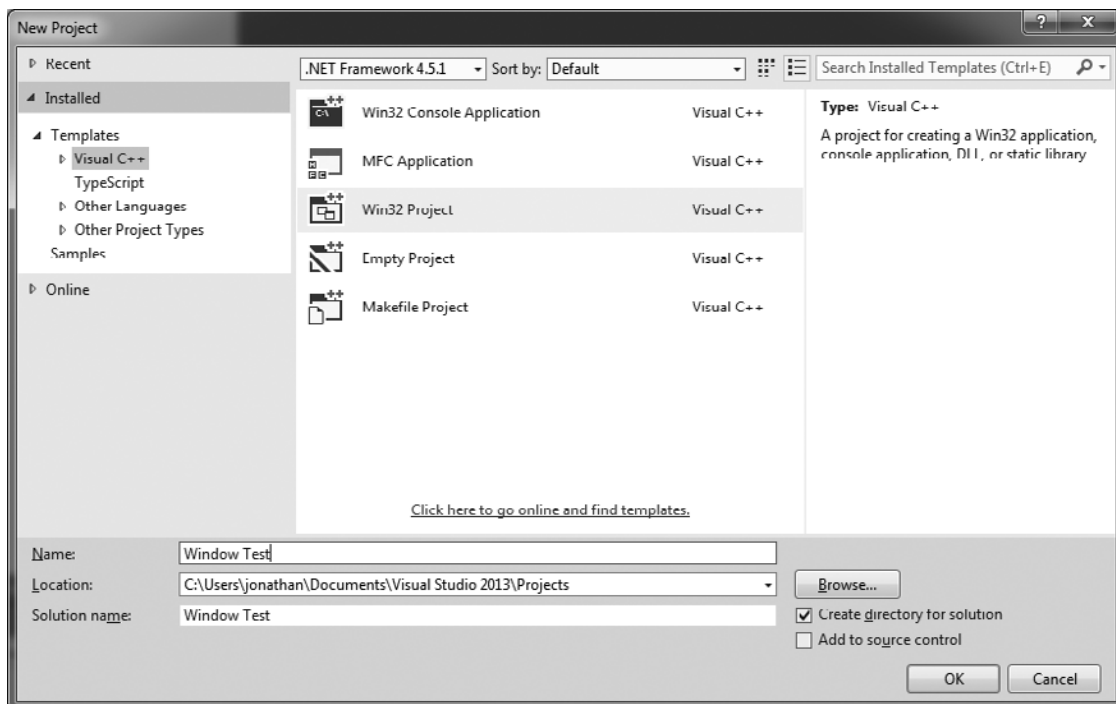 New Project
Recent
.NET Framework 4.5.1 Sort by: Default Search Installed Templates (Ctrl+E)
Installed
Templates
Visual C++
TypeScript
Other Languages
Other Project Types
Samples
Online
Win32 Console Application Visual C++
MFC Application Visual C++
Win32 Project Visual C++
Empty Project Visual C++
Makefile Project Visual C++
Click here to go online and find templates.
Type: Visual C++
A project for creating a Win32 application,
console application, DLL, or static library
Name: Window Test
Location: C:\Users\jonathan\Documents\Visual Studio 2013\Projects
Browse...
Solution name: Window Test
Create directory for solution
Add to source control
OK Cancel